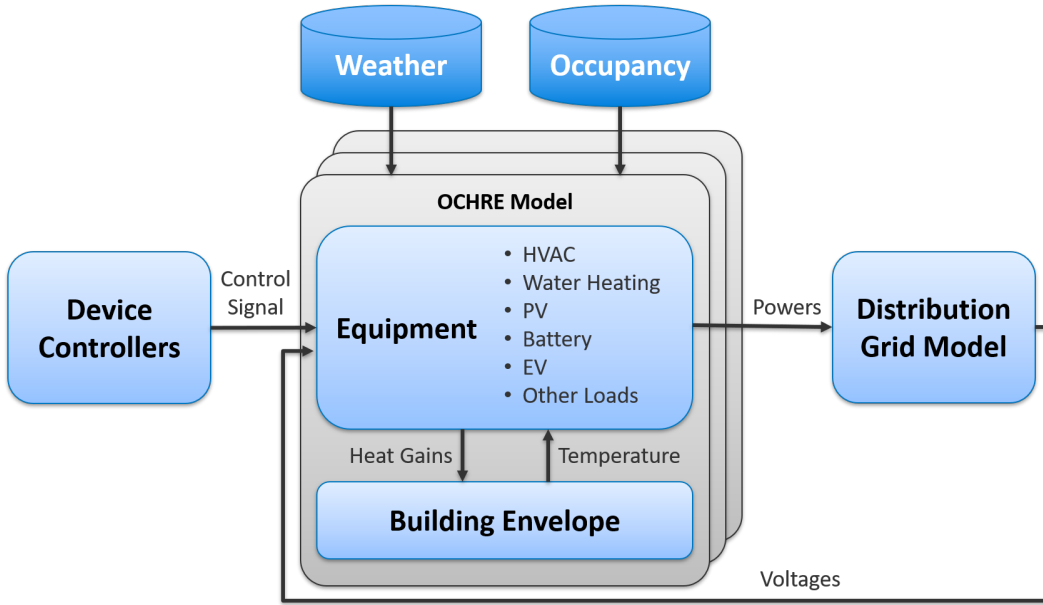 Weather
Occupancy
OCHRE Model
Device
Controllers
Control
Signal
Equipment
• HVAC
• Water Heating
• PV
• Battery
• EV
• Other Loads
Powers
Distribution
Grid Model
Heat Gains
Temperature
Building Envelope
Voltages